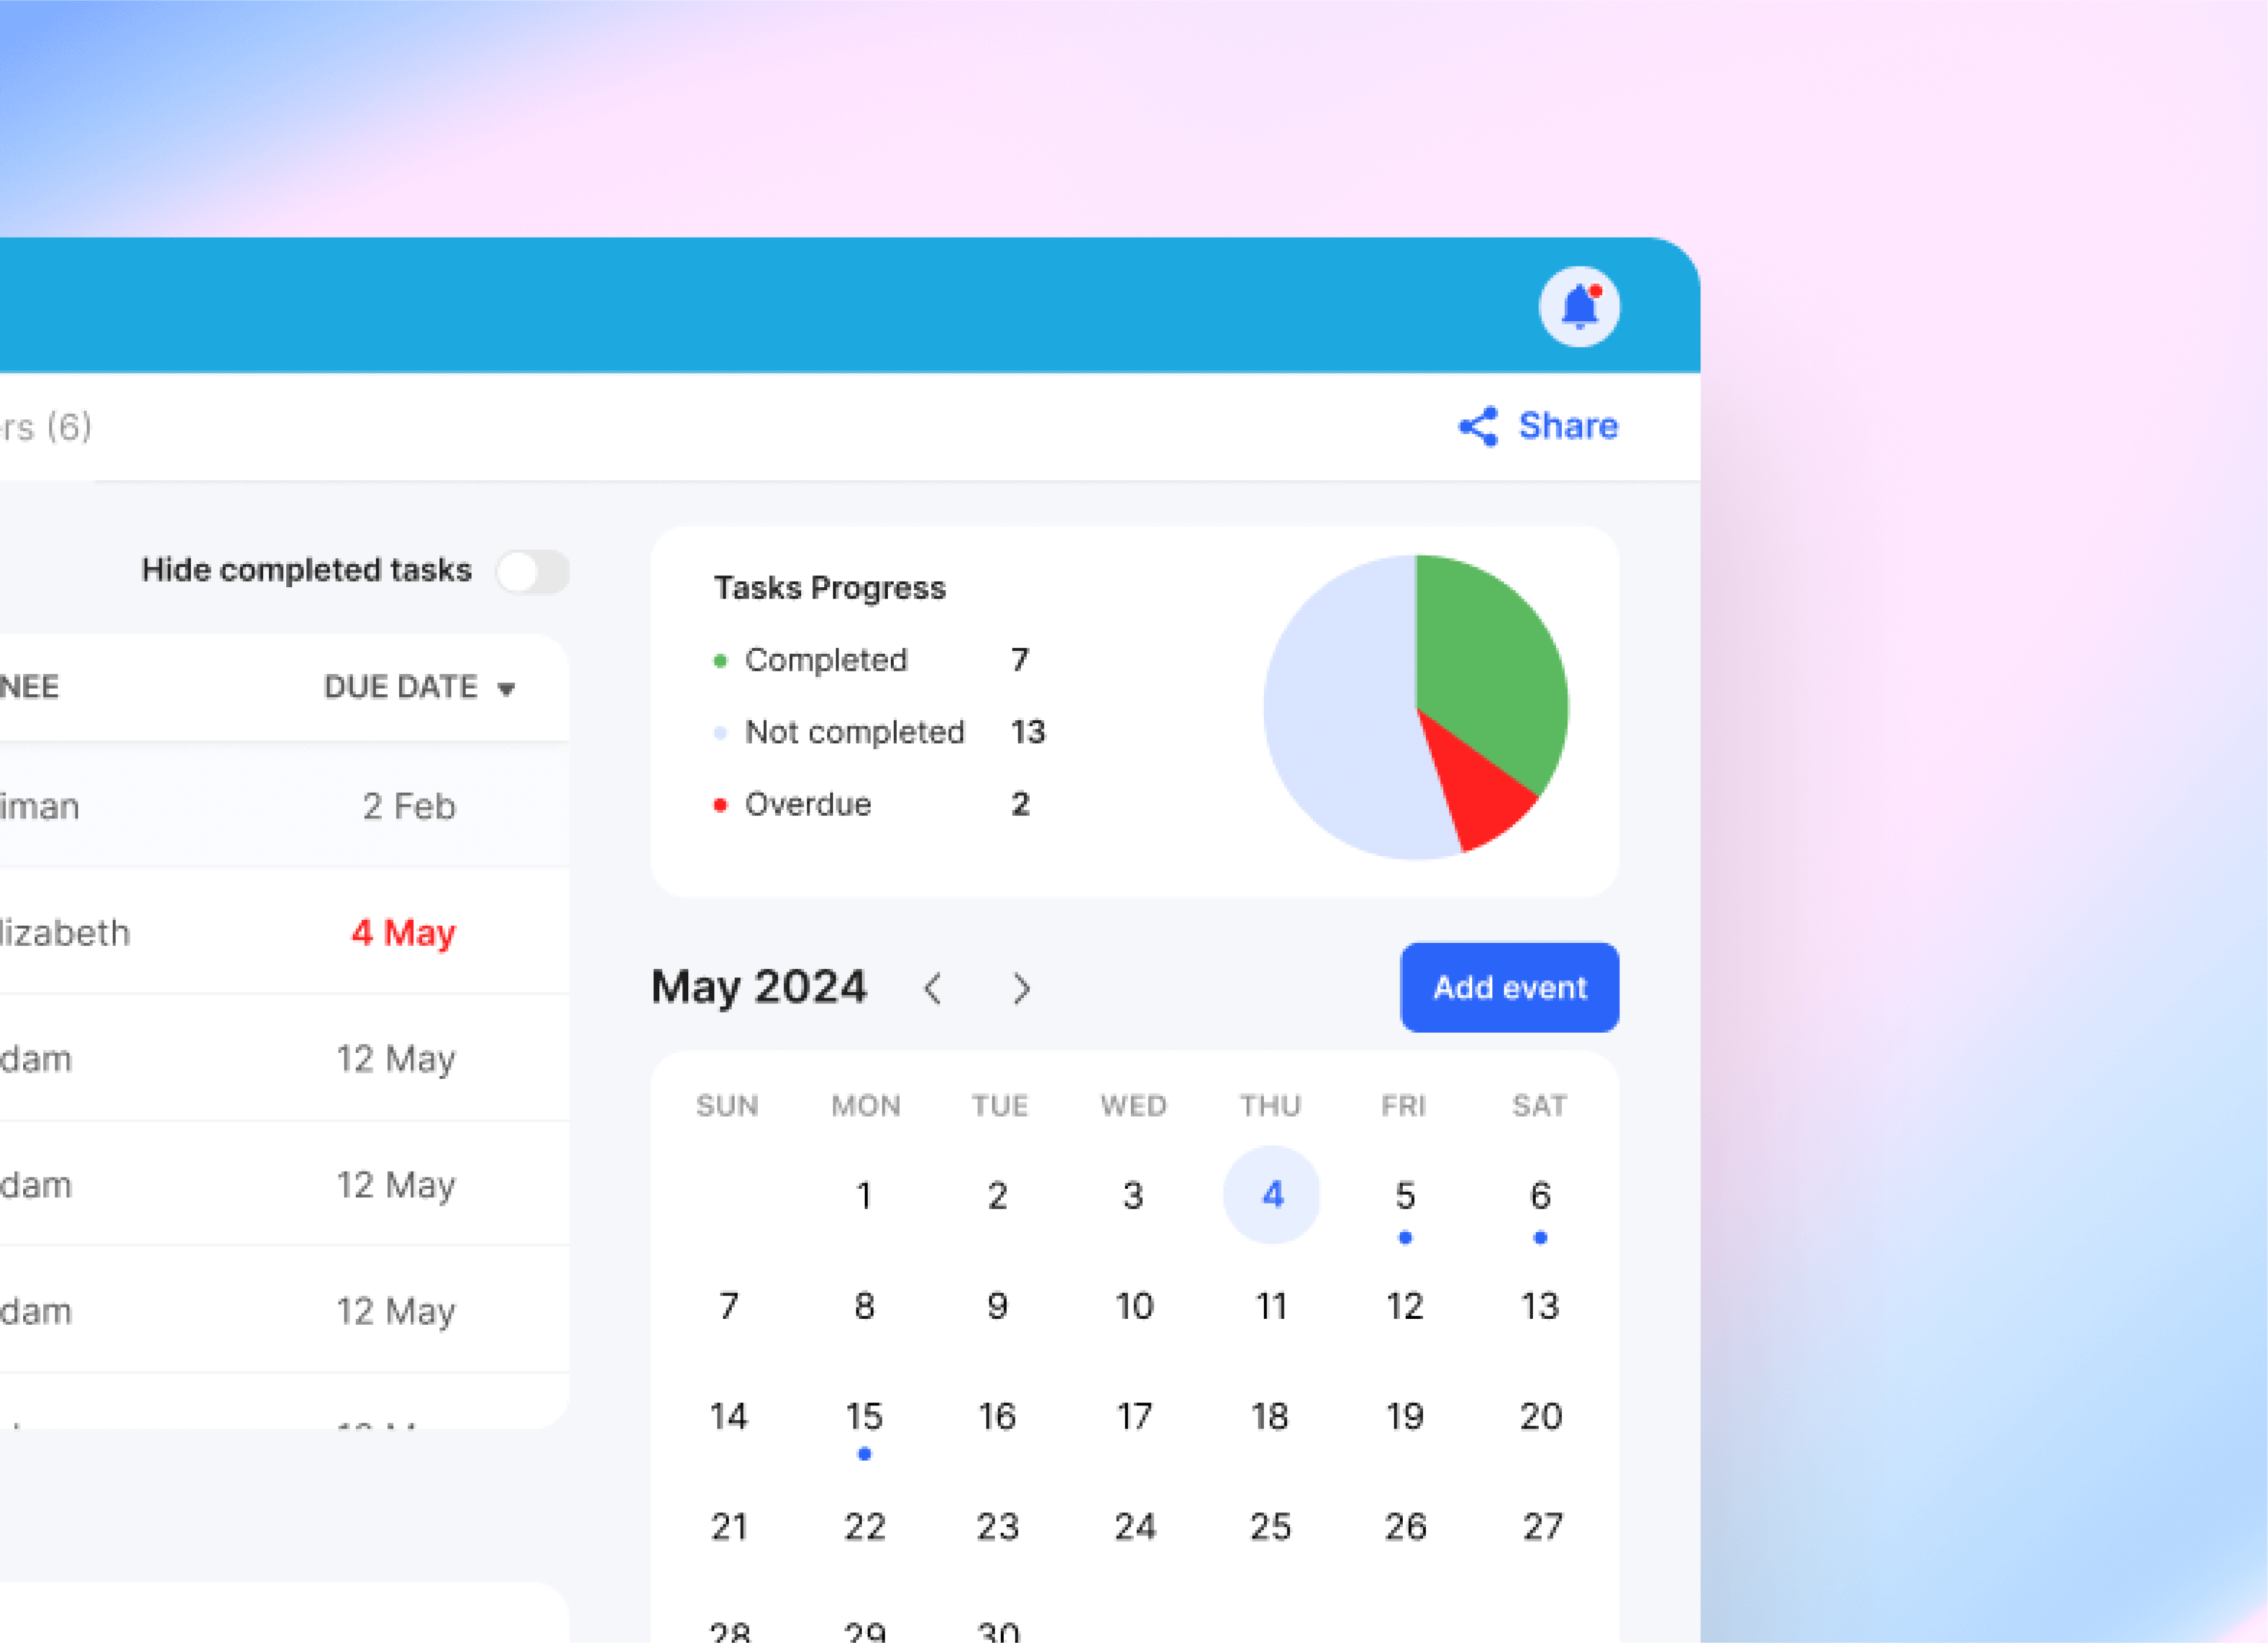 rs (6)
Share
Hide completed tasks
NEE
DUE DATE
iman
2 Feb
lizabeth
4 May
dam
12 May
dam
12 May
dam
12 May
Tasks Progress
Completed 7
Not completed 13
Overdue 2
May 2024
Add event
SUN MON TUE WED THU FRI SAT
1 2 3 4 5 6
7 8 9 10 11 12 13
14 15 16 17 18 19 20
21 22 23 24 25 26 27
28 29 30